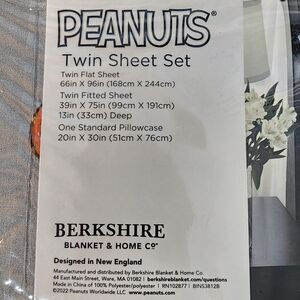 PEANUTS®
Twin Sheet Set
Twin Flat Sheet
66in X 96in (168cm X 244cm)
Twin Fitted Sheet
39in X 75in (99cm X 191cm)
13in (33cm) Deep
One Standard Pillowcase
20in X 30in (51cm X 76cm)
BERKSHIRE
BLANKET & HOME Cº®
Designed in New England
Manufactured and distributed by Berkshire Blanket & Home Co.
44 East Main Street, Ware, MA 01082 | berkshireblanket.com/questions
Made in China of 100% Polyester/polyester | RN102877 | BINS3812B
©2022 Peanuts Worldwide LLC www.peanuts.com